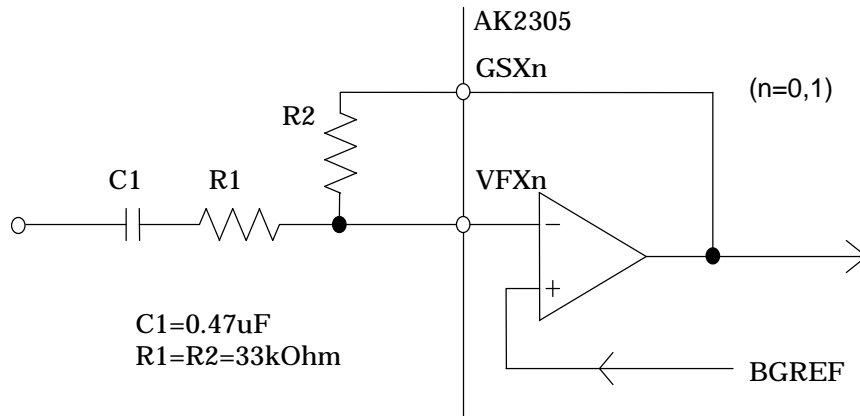 AK2305
GSXn
(n=0,1)
R2
C1
R1
VFXn
−
+
C1=0.47uF
R1=R2=33kOhm
BGREF